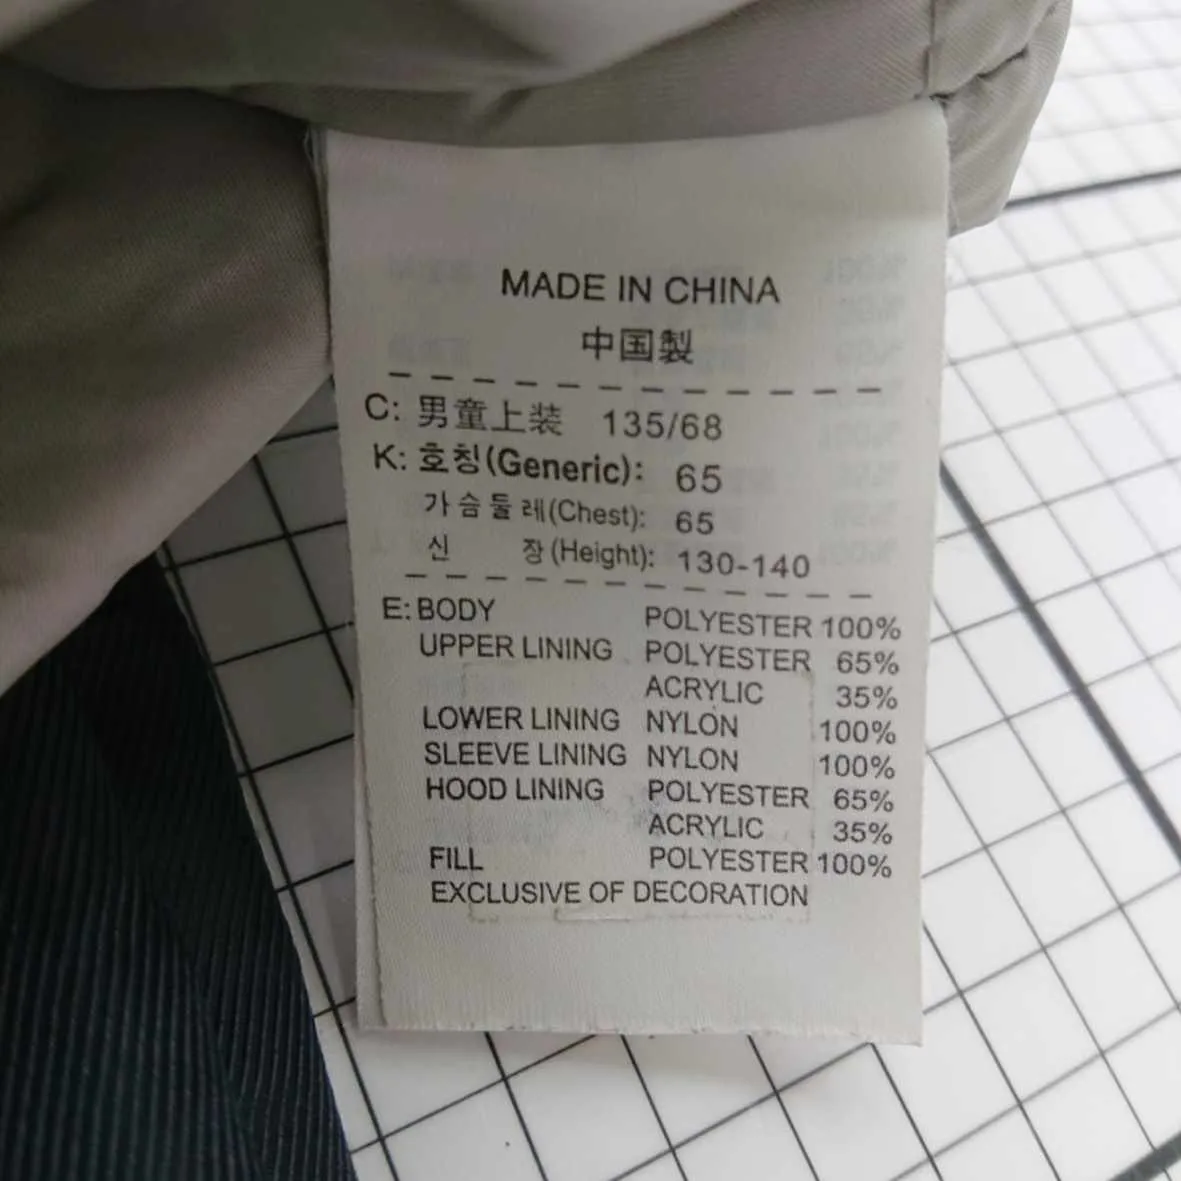 MADE IN CHINA
中国製
C: 男童上装 135/68
K: 호칭(Generic): 65
가슴둘레(Chest): 65
신 장(Height): 130-140
E: BODY POLYESTER 100%
UPPER LINING POLYESTER 65%
ACRYLIC 35%
LOWER LINING NYLON 100%
SLEEVE LINING NYLON 100%
HOOD LINING POLYESTER 65%
ACRYLIC 35%
FILL POLYESTER 100%
EXCLUSIVE OF DECORATION